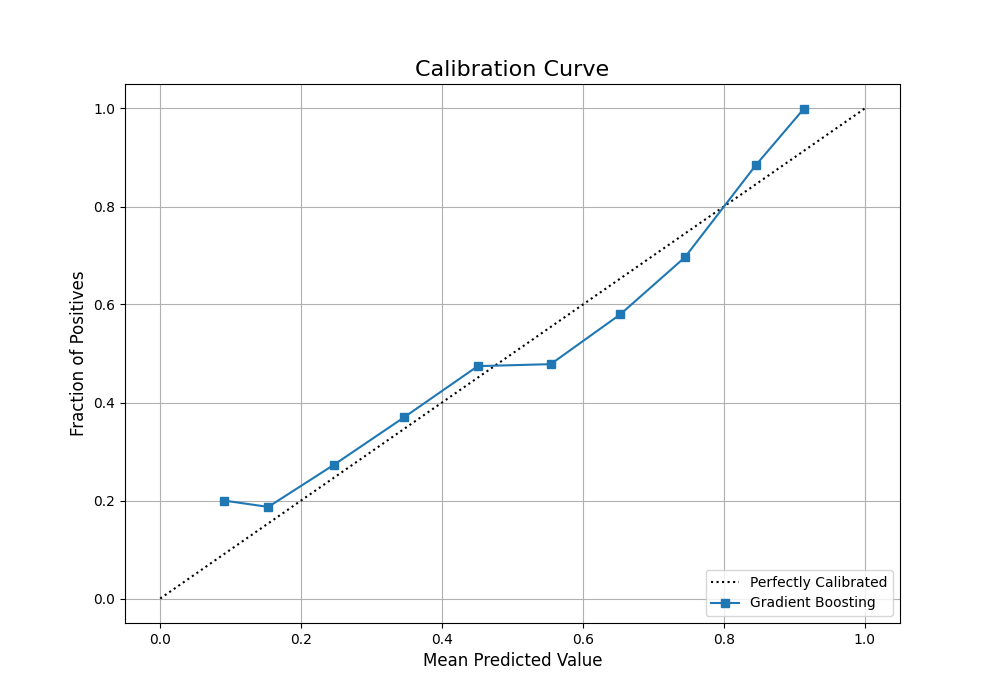 Calibration Curve
1.0
0.8
0.6
0.4
0.2
0.0
Fraction of Positives
Perfectly Calibrated
Gradient Boosting
0.0 0.2 0.4 0.6 0.8 1.0
Mean Predicted Value